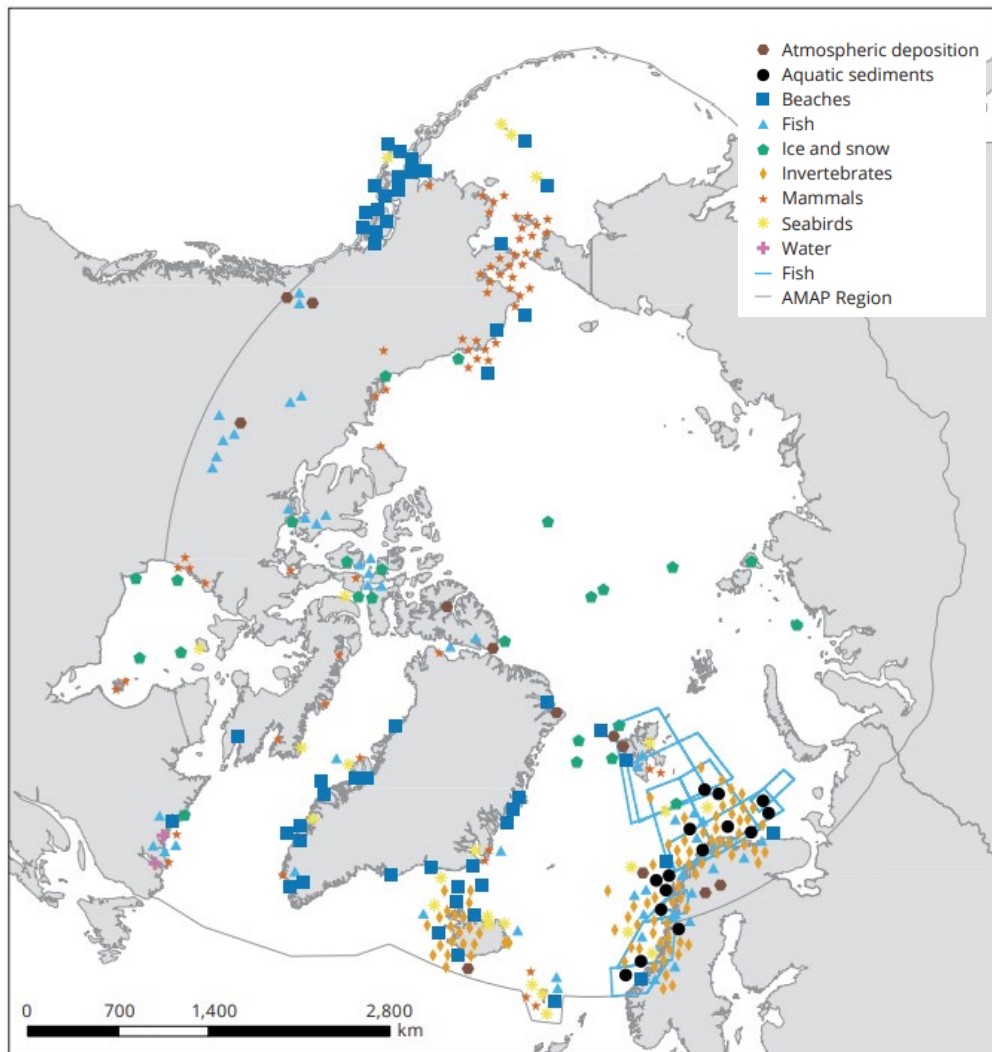 Atmospheric deposition
Aquatic sediments
Beaches
Fish
Ice and snow
Invertebrates
Mammals
Seabirds
Water
Fish
AMAP Region
0 700 1,400 2,800
km